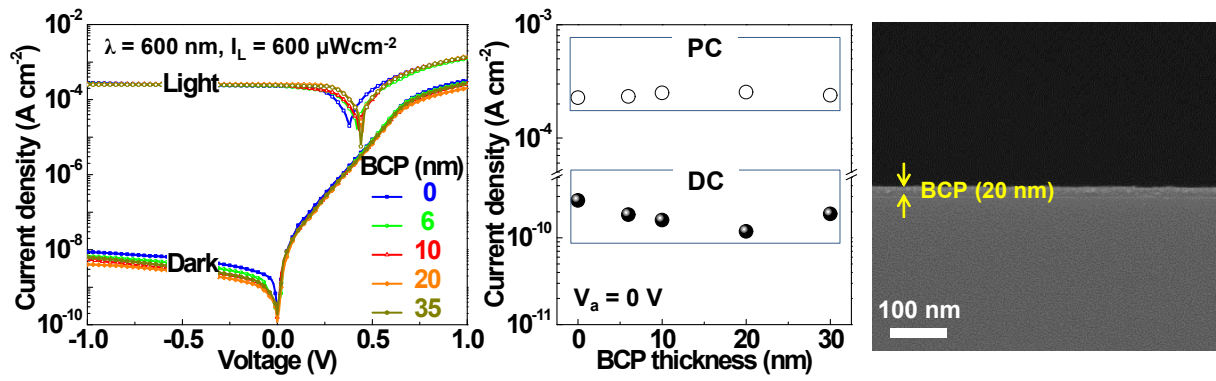 10⁻²
10⁻⁴
10⁻⁶
10⁻⁸
10⁻¹⁰
Current density (A cm⁻²)
λ = 600 nm, I_L = 600 μWcm⁻²
Light
Dark
BCP (nm)
0
6
10
20
35
-1.0
-0.5
0.0
0.5
1.0
Voltage (V)
10⁻³
10⁻⁴
10⁻¹⁰
10⁻¹¹
Current density (A cm⁻²)
PC
DC
V_a = 0 V
0
10
20
30
BCP thickness (nm)
BCP (20 nm)
100 nm